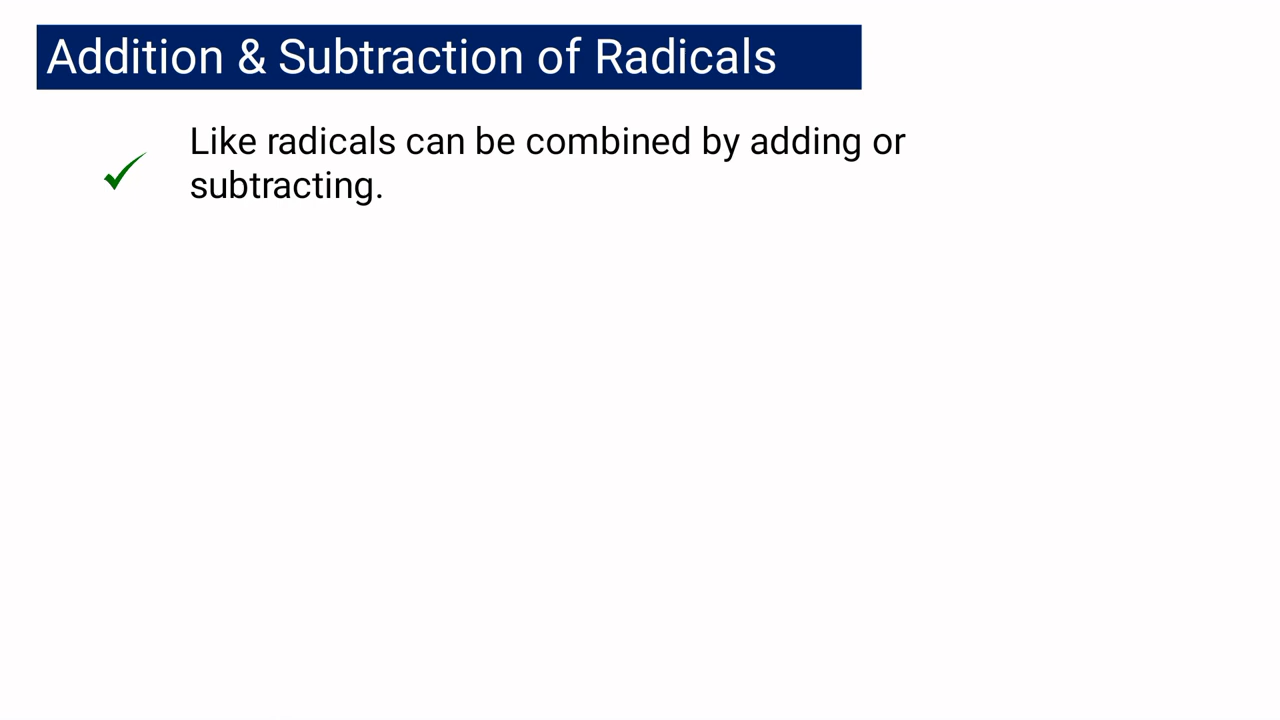 Addition & Subtraction of Radicals
Like radicals can be combined by adding or
subtracting.